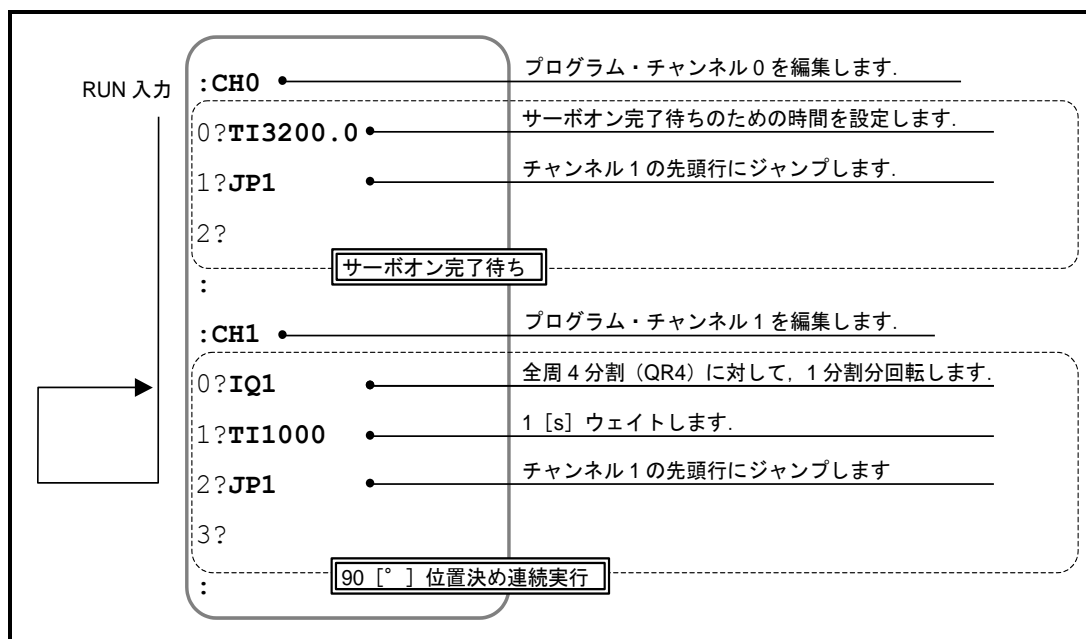 RUN 入力
:CH0 プログラム・チャンネル 0 を編集します.
0?TI3200.0 サーボオン完了待ちのための時間を設定します.
1?JP1 チャンネル 1 の先頭行にジャンプします.
2?
サーボオン完了待ち
:
:CH1 プログラム・チャンネル 1 を編集します.
0?IQ1 全周 4 分割（QR4）に対して, 1 分割分回転します.
1?TI1000 1［s］ウェイトします.
2?JP1 チャンネル 1 の先頭行にジャンプします
3?
90［°］位置決め連続実行
: